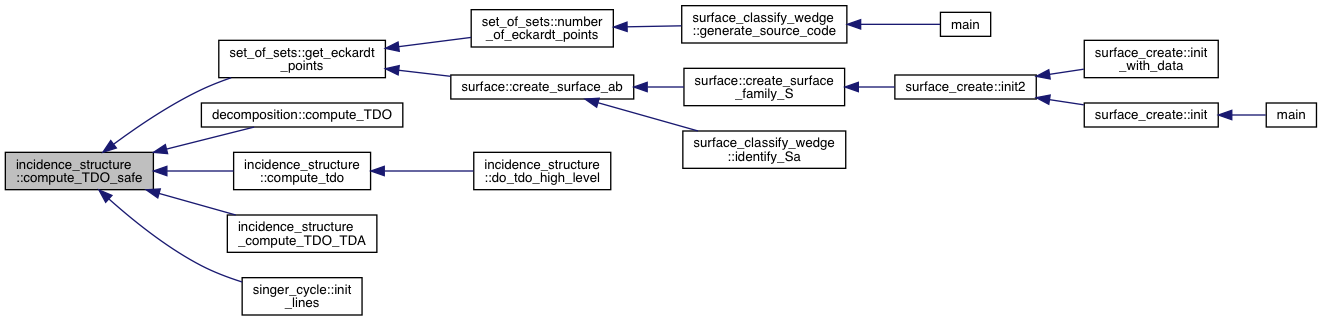 incidence_structure
::compute_TDO_safe
set_of_sets::get_eckardt
_points
set_of_sets::number
_of_eckardt_points
surface_classify_wedge
::generate_source_code
main
surface::create_surface_ab
surface::create_surface
_family_S
surface_create::init2
surface_create::init
_with_data
surface_create::init
main
surface_classify_wedge
::identify_Sa
decomposition::compute_TDO
incidence_structure
::compute_tdo
incidence_structure
::do_tdo_high_level
incidence_structure
_compute_TDO_TDA
singer_cycle::init
_lines